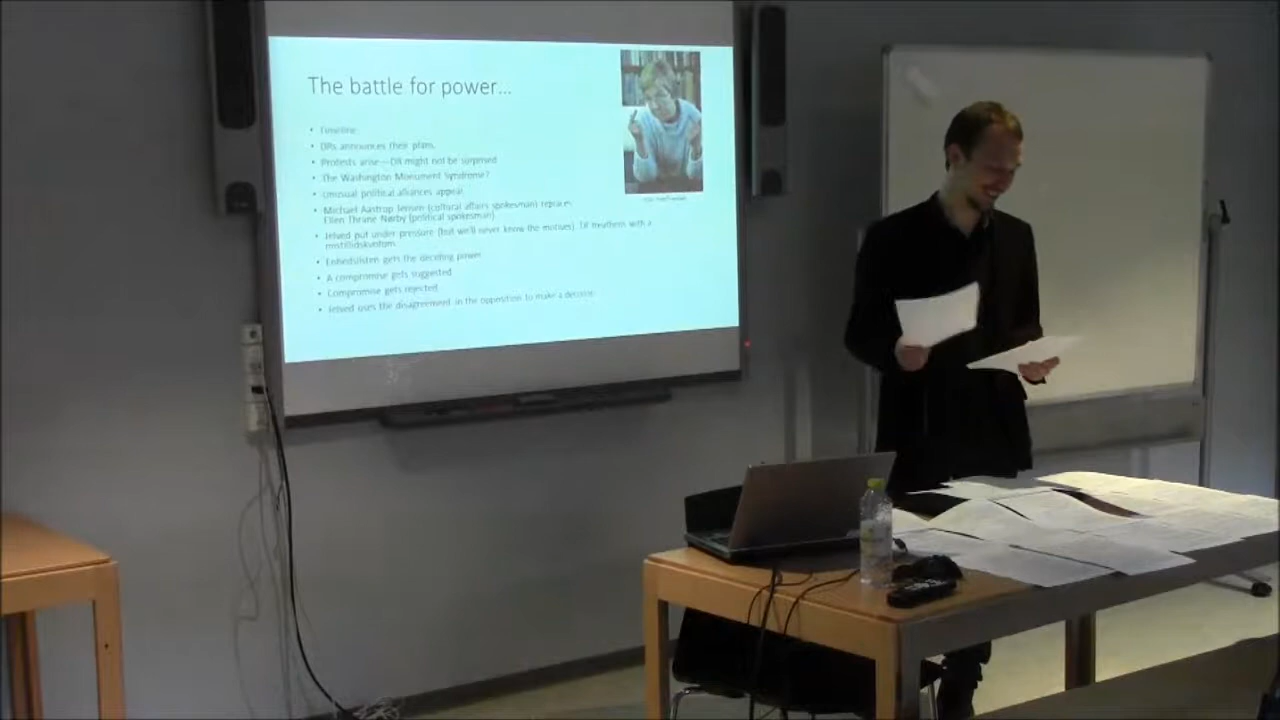 The battle for power...
• Timeline
• DRs announces their plans.
• Protests arise – DR might not be surprised
• The Washington Monument Syndrome?
• Unusual political alliances appear
• Michael Aastrup Jensen (cultural affairs spokesman) replaces
Ellen Thrane Nørby (political spokesman).
• Jelved put under pressure (but we'll never know the motives). DF threathens with a
mistillidsvotum.
• Enhedslisten gets the deciding power
• A compromise gets suggested
• Compromise gets rejected
• Jelved uses the disagreement in the opposition to make a decision